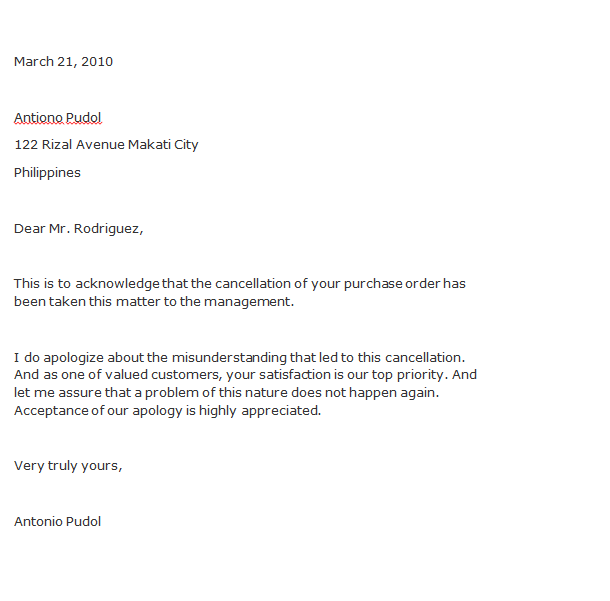 March 21, 2010
Antiono Pudol
122 Rizal Avenue Makati City
Philippines
Dear Mr. Rodriguez,
This is to acknowledge that the cancellation of your purchase order has
been taken this matter to the management.
I do apologize about the misunderstanding that led to this cancellation.
And as one of valued customers, your satisfaction is our top priority. And
let me assure that a problem of this nature does not happen again.
Acceptance of our apology is highly appreciated.
Very truly yours,
Antonio Pudol